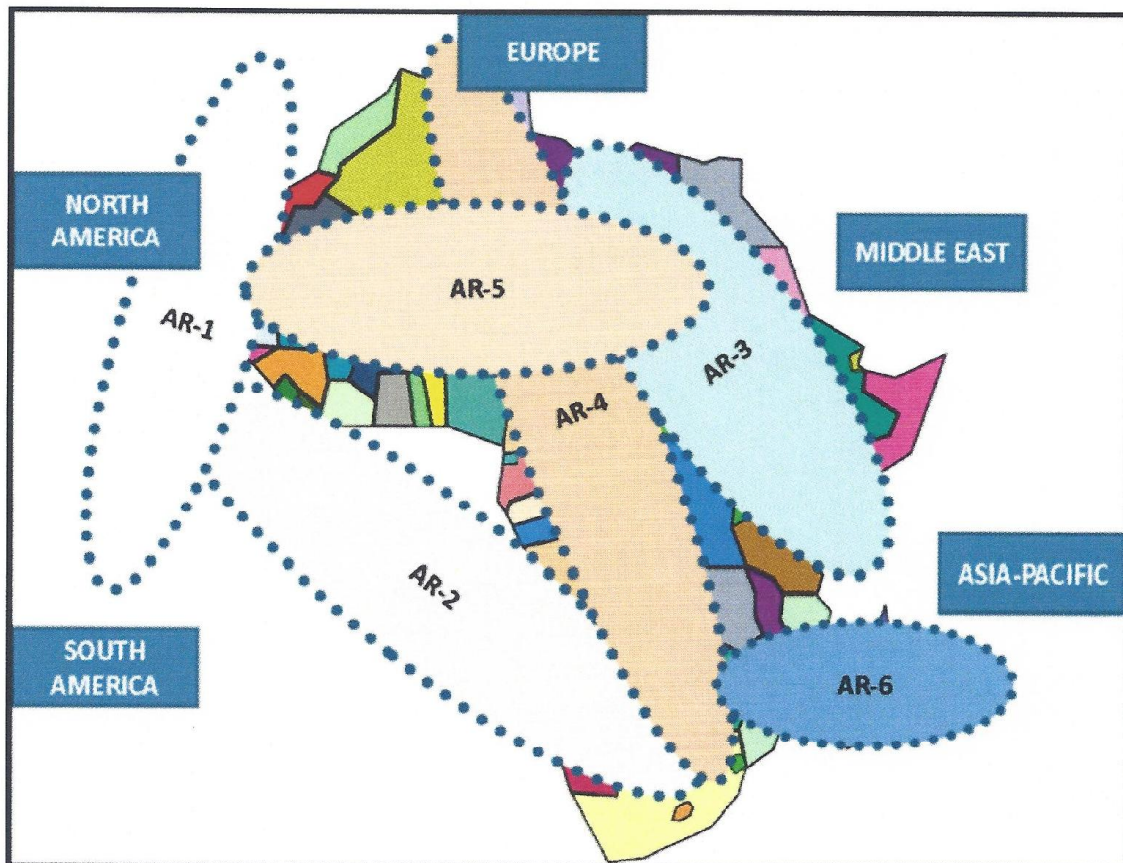 EUROPE
NORTH
AMERICA
MIDDLE EAST
AR-5
AR-1
AR-3
AR-4
ASIA-PACIFIC
AR-2
SOUTH
AMERICA
AR-6